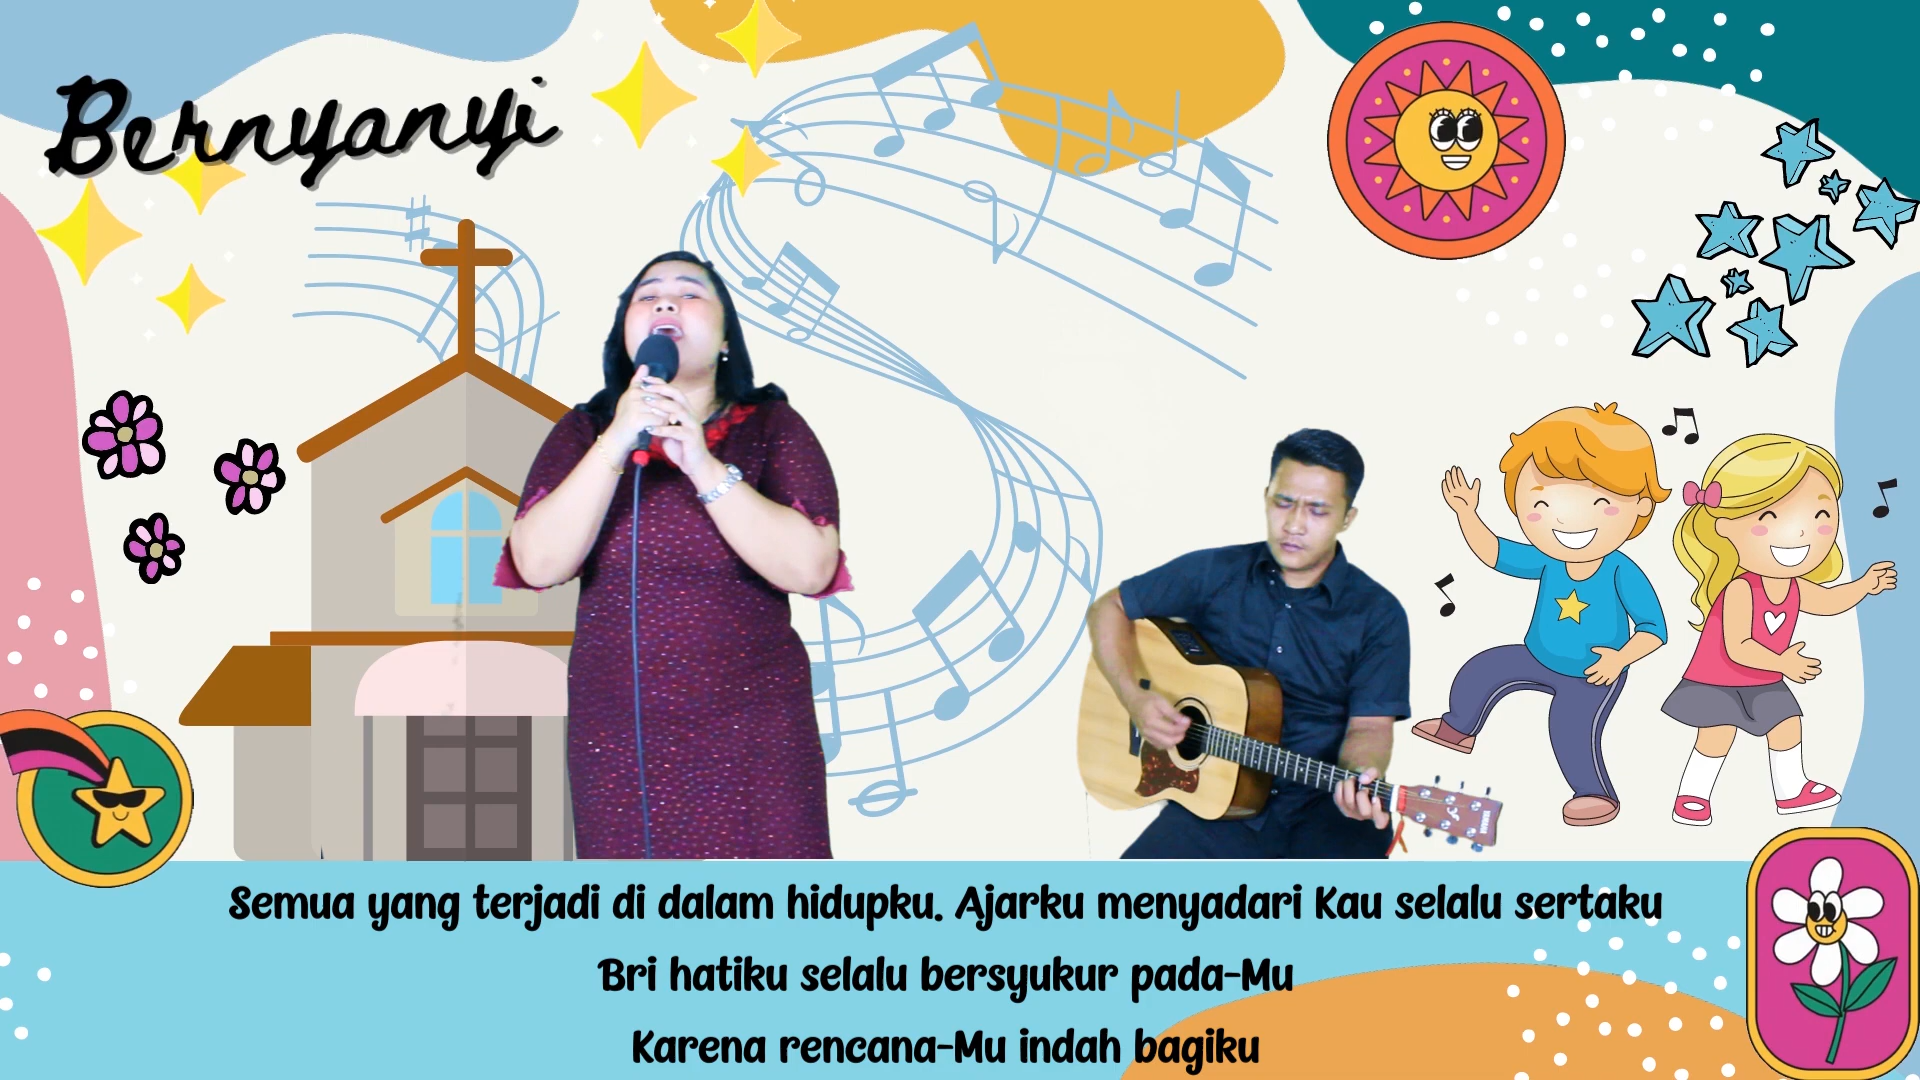 Bernyanyi
Semua yang terjadi di dalam hidupku. Ajarku menyadari Kau selalu sertaku
Bri hatiku selalu bersyukur pada-Mu
Karena rencana-Mu indah bagiku